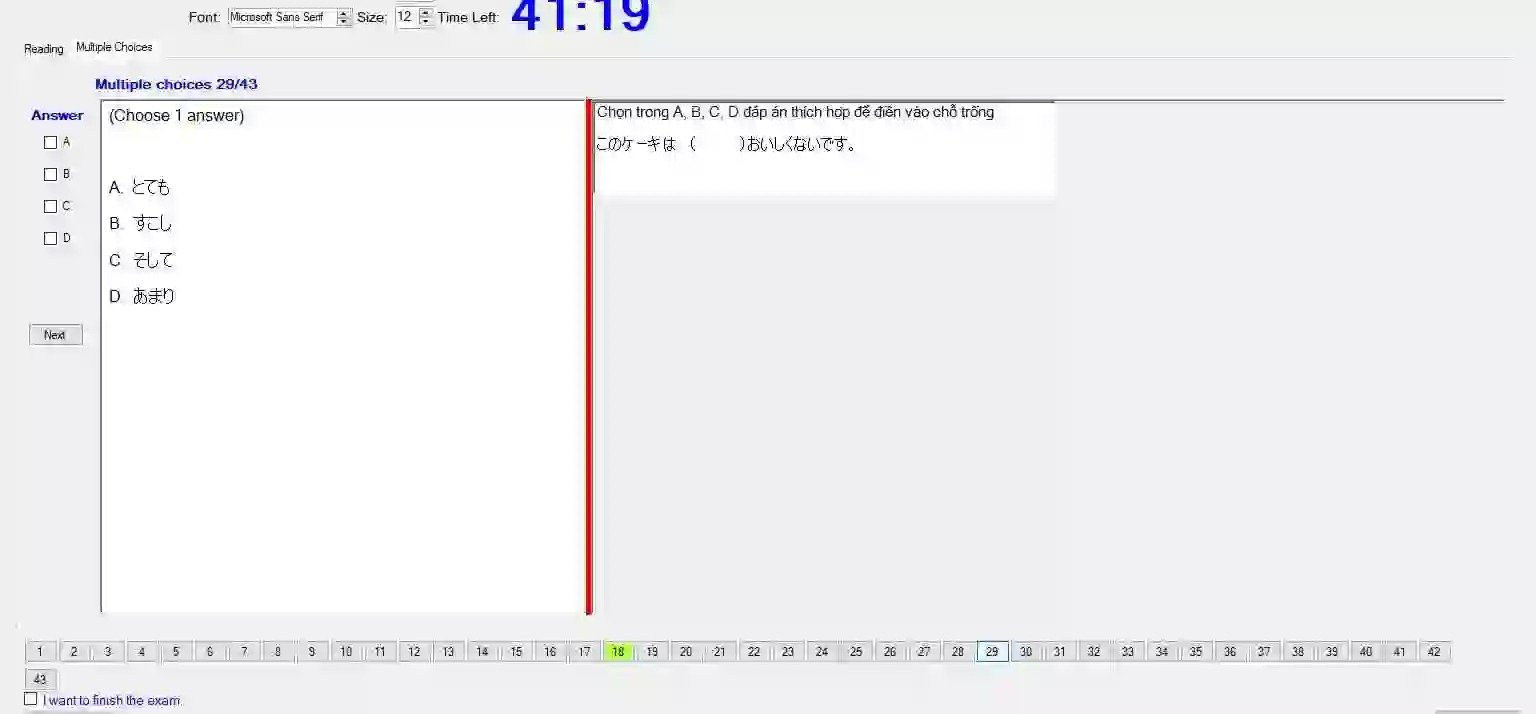 Font: Microsoft Sans Serif Size: 12 Time Left: 41:19
Reading Multiple Choices
Multiple choices 29/43
Answer
A
B
C
D
Next
(Choose 1 answer)
A. とても
B. すこし
C そして
D. あまり
Chọn trong A, B, C, D đáp án thích hợp để điền vào chỗ trống
このケーキは （ ）おいしくないです。
1 2 3 4 5 6 7 8 9 10 11 12 13 14 15 16 17 18 19 20 21 22 23 24 25 26 27 28 29 30 31 32 33 34 35 36 37 38 39 40 41 42
43
I want to finish the exam